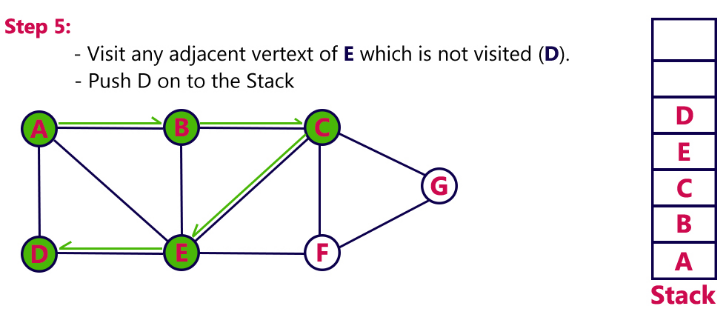 Step 5:
- Visit any adjacent vertext of E which is not visited (D).
- Push D on to the Stack
A B C
G
D E F
D
E
C
B
A
Stack